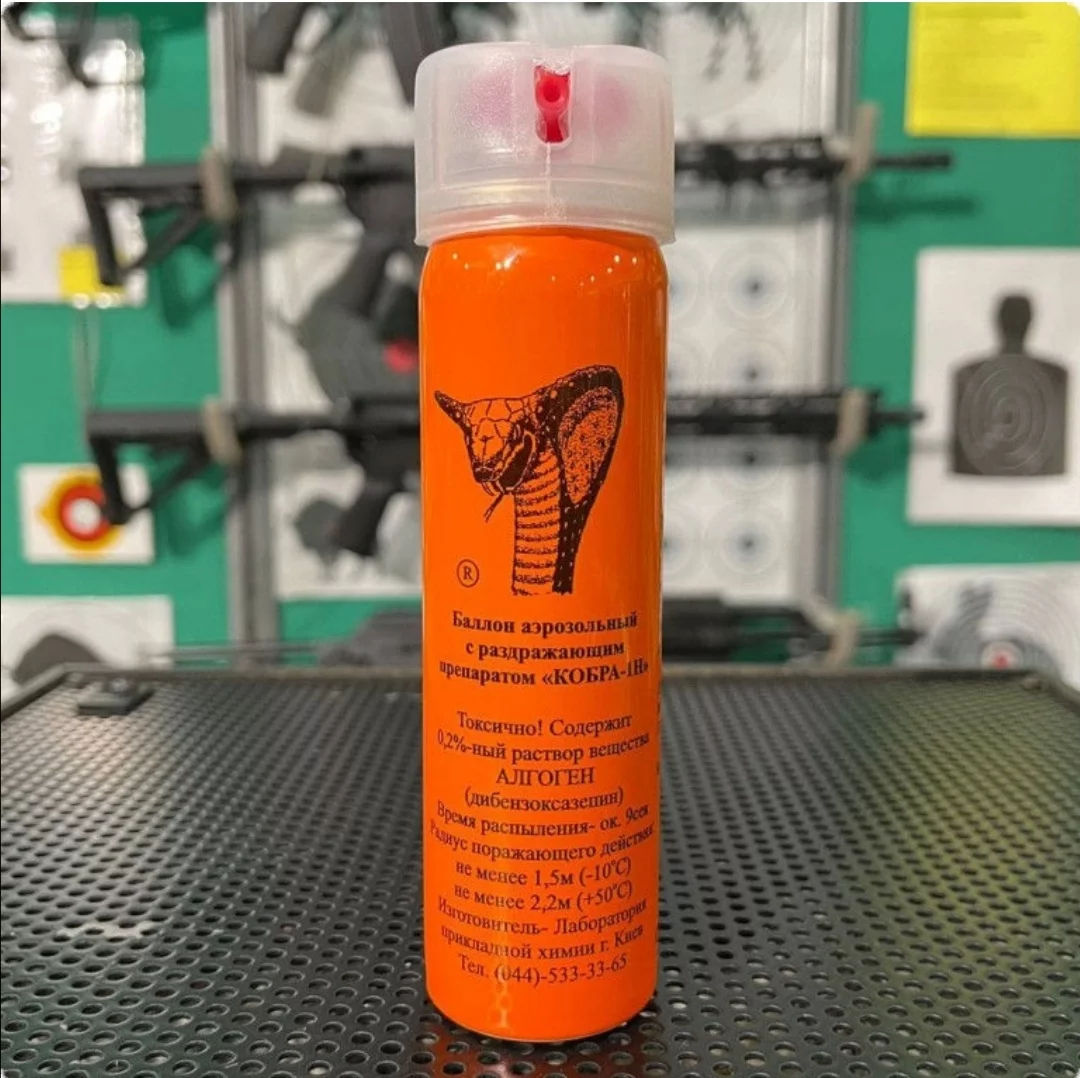 ®
Баллон аэрозольный
с раздражающим
препаратом «КОБРА-1Н»
Токсично! Содержит
0,2%-ный раствор вещества
АЛГОГЕН
(дибензоксазепин)
Время распыления- ок. 9сек
Радиус поражающего действия:
не менее 1,5м (-10°С)
не менее 2,2м (+50°С)
Изготовитель- Лаборатория
прикладной химии г. Киев
Тел. (044)-533-33-65